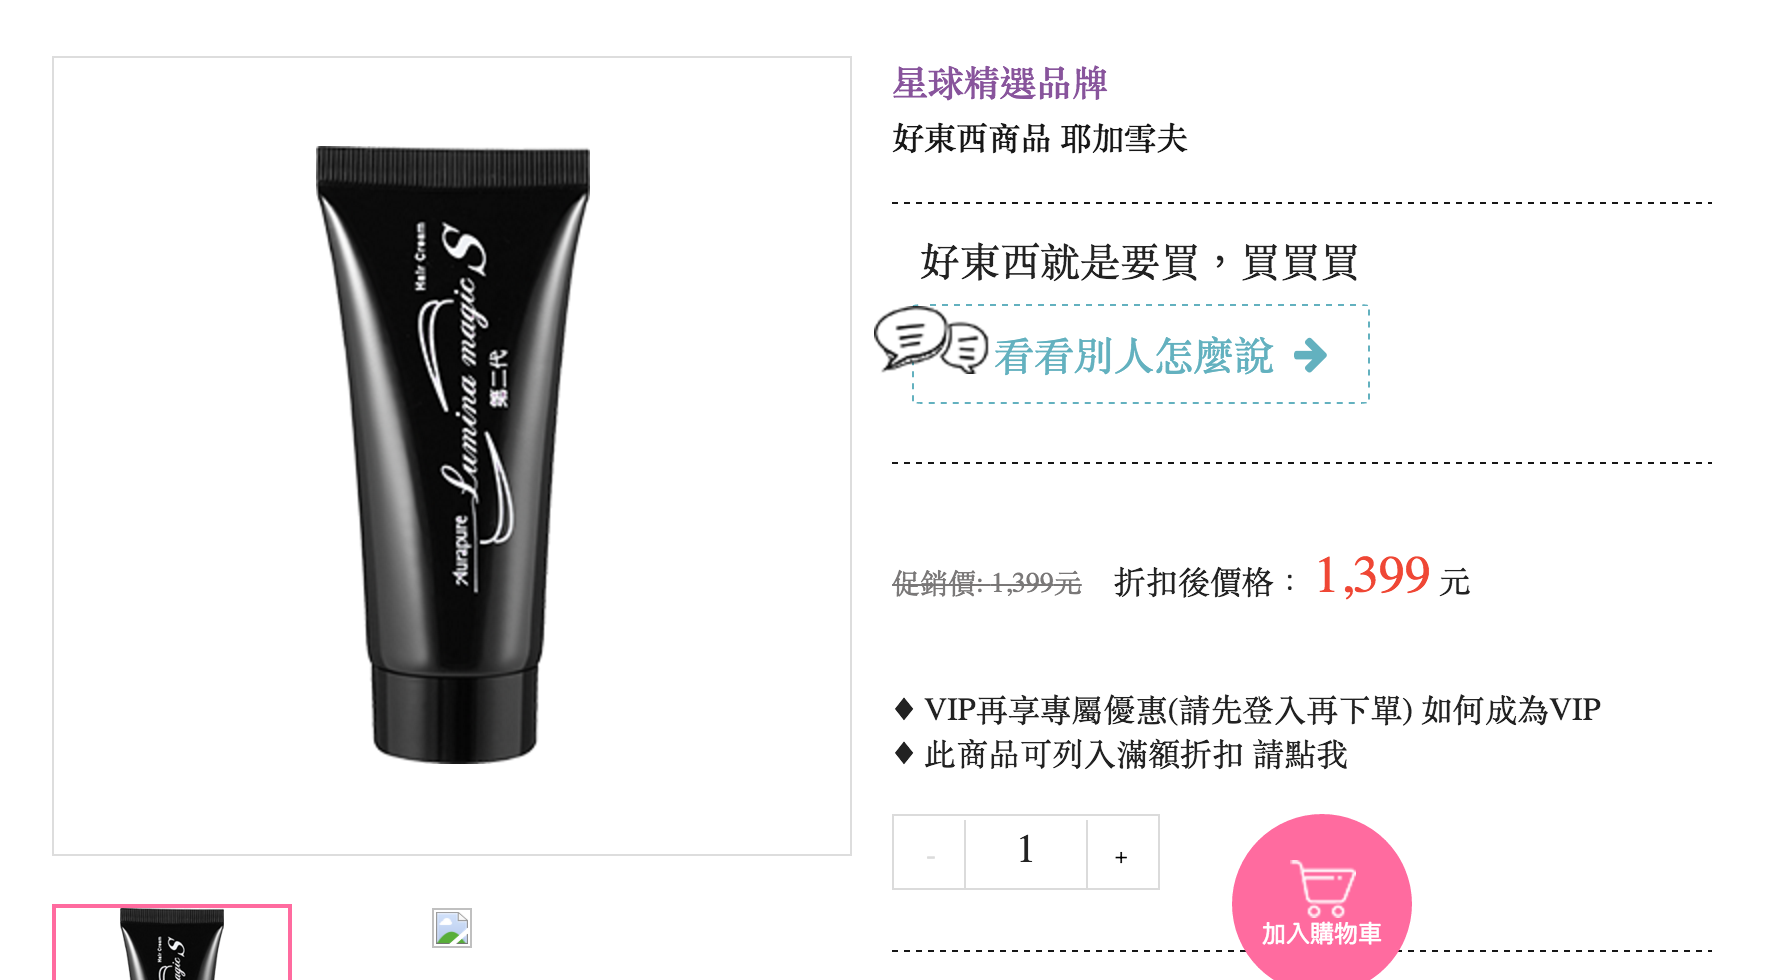 星球精選品牌
好東西商品 耶加雪夫
Hair Cream
Lumina magic S
第二代
Aurapure
好東西就是要買，買買買
看看別人怎麼說
促銷價: 1,399元 折扣後價格： 1,399 元
♦ VIP再享專屬優惠(請先登入再下單) 如何成為VIP
♦ 此商品可列入滿額折扣 請點我
- 1 +
加入購物車
Hair Cream
magic S